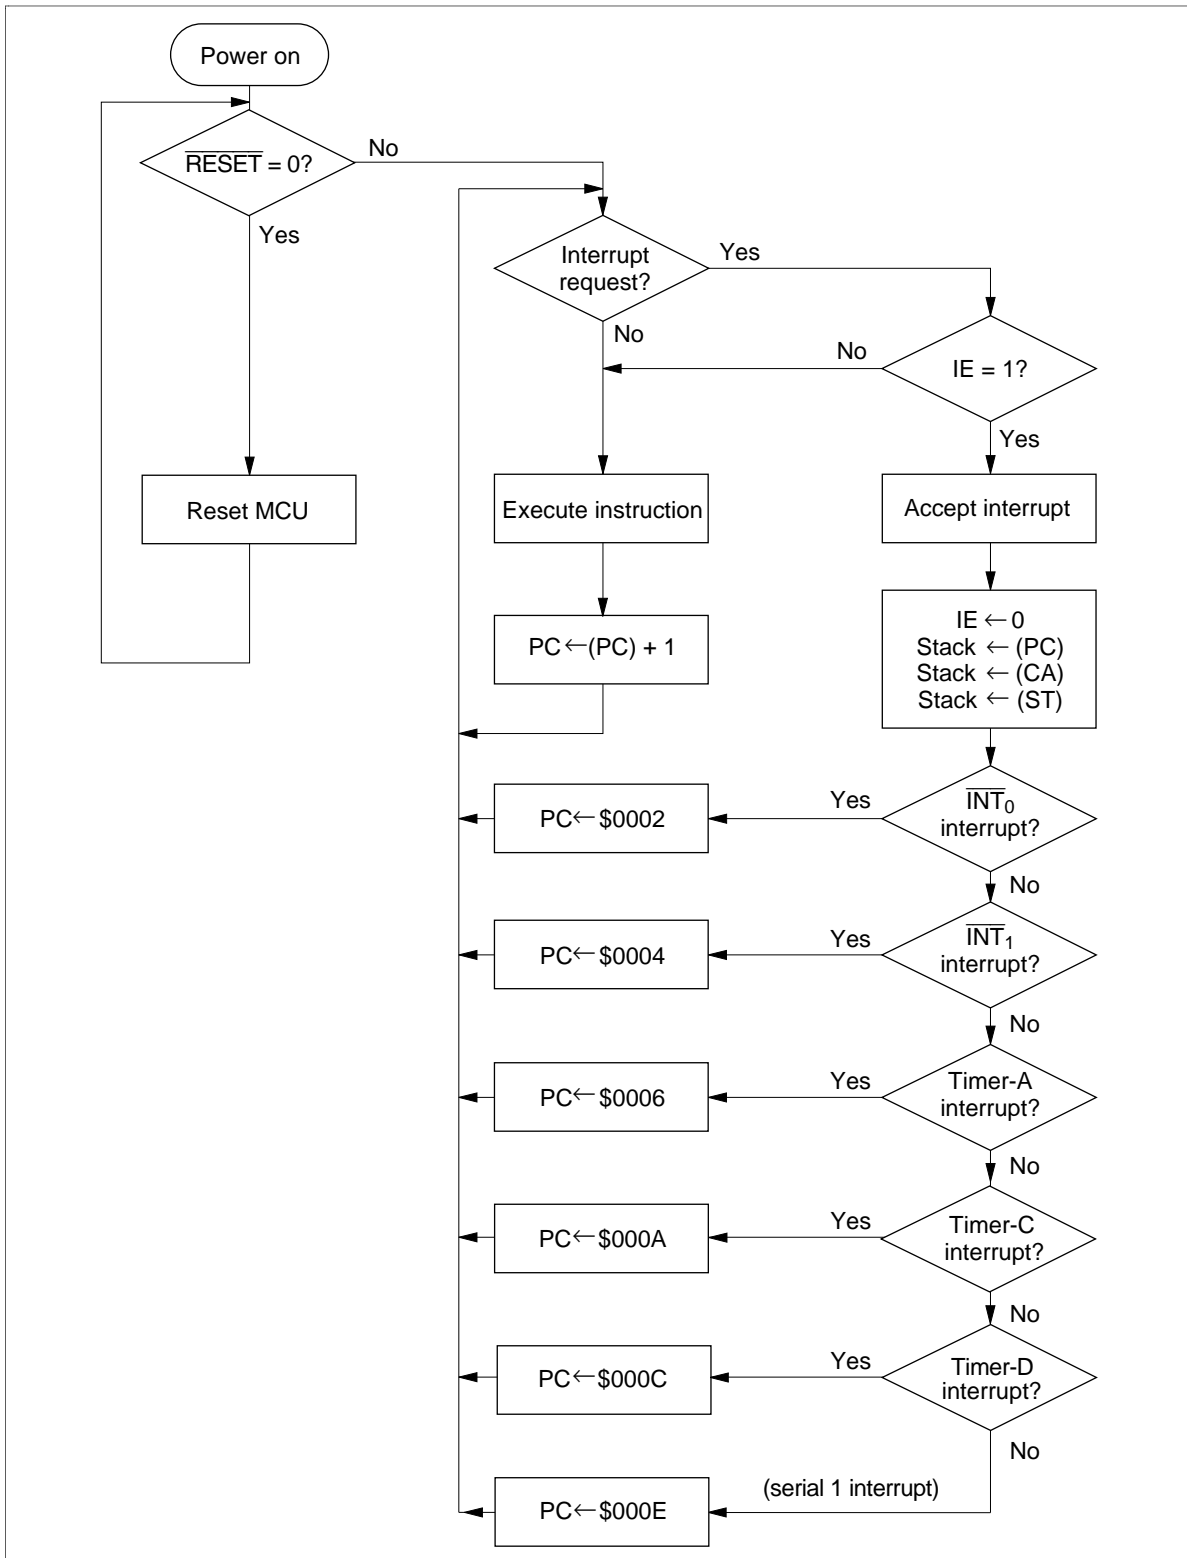 Power on
R̅E̅S̅E̅T̅ = 0?
No
Yes
Reset MCU
Interrupt
request?
Yes
No
IE = 1?
No
Yes
Execute instruction
PC←(PC) + 1
Accept interrupt
IE ← 0
Stack ← (PC)
Stack ← (CA)
Stack ← (ST)
I̅N̅T̅₀
interrupt?
Yes
PC←$0002
No
I̅N̅T̅₁
interrupt?
Yes
PC←$0004
No
Timer-A
interrupt?
Yes
PC←$0006
No
Timer-C
interrupt?
Yes
PC←$000A
No
Timer-D
interrupt?
Yes
PC←$000C
No
(serial 1 interrupt)
PC←$000E